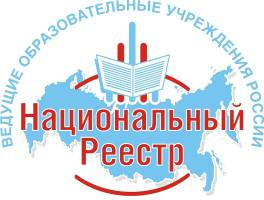 ВЕДУЩИЕ ОБРАЗОВАТЕЛЬНЫЕ УЧРЕЖДЕНИЯ РОССИИ
Национальный
Реестр